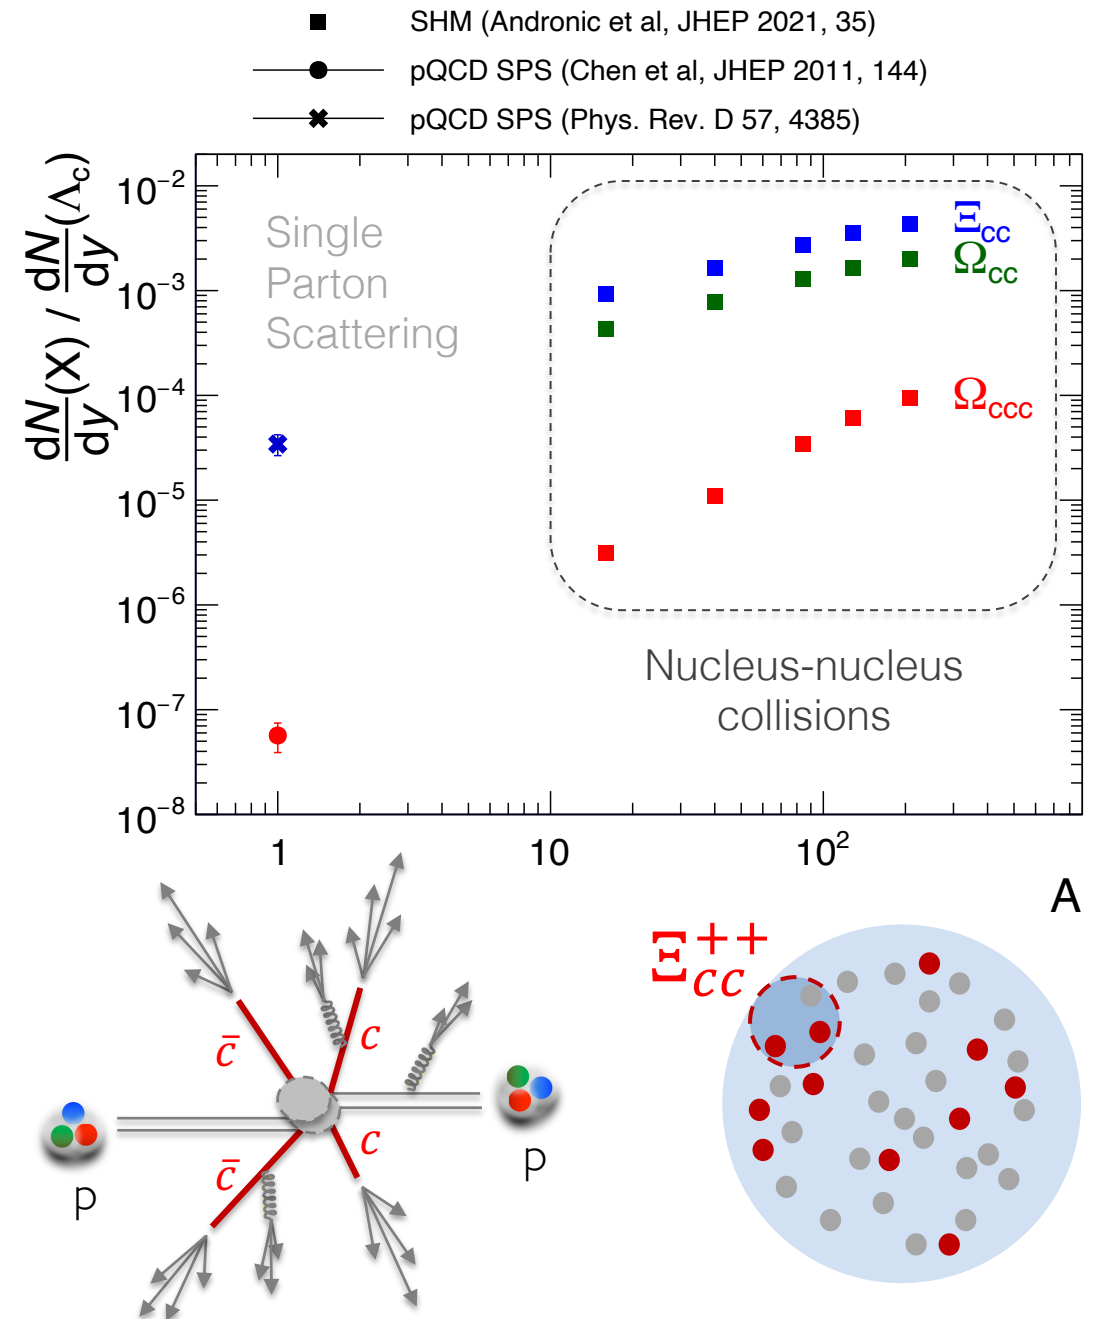 SHM (Andronic et al, JHEP 2021, 35)
pQCD SPS (Chen et al, JHEP 2011, 144)
pQCD SPS (Phys. Rev. D 57, 4385)
dN/dy(X) / dN/dy(Λc)
10⁻²
10⁻³
10⁻⁴
10⁻⁵
10⁻⁶
10⁻⁷
10⁻⁸
Single
Parton
Scattering
Ξcc
Ωcc
Ωccc
Nucleus-nucleus
collisions
1
10
10²
A
c̄
c
c̄
c
p
p
Ξcc⁺⁺